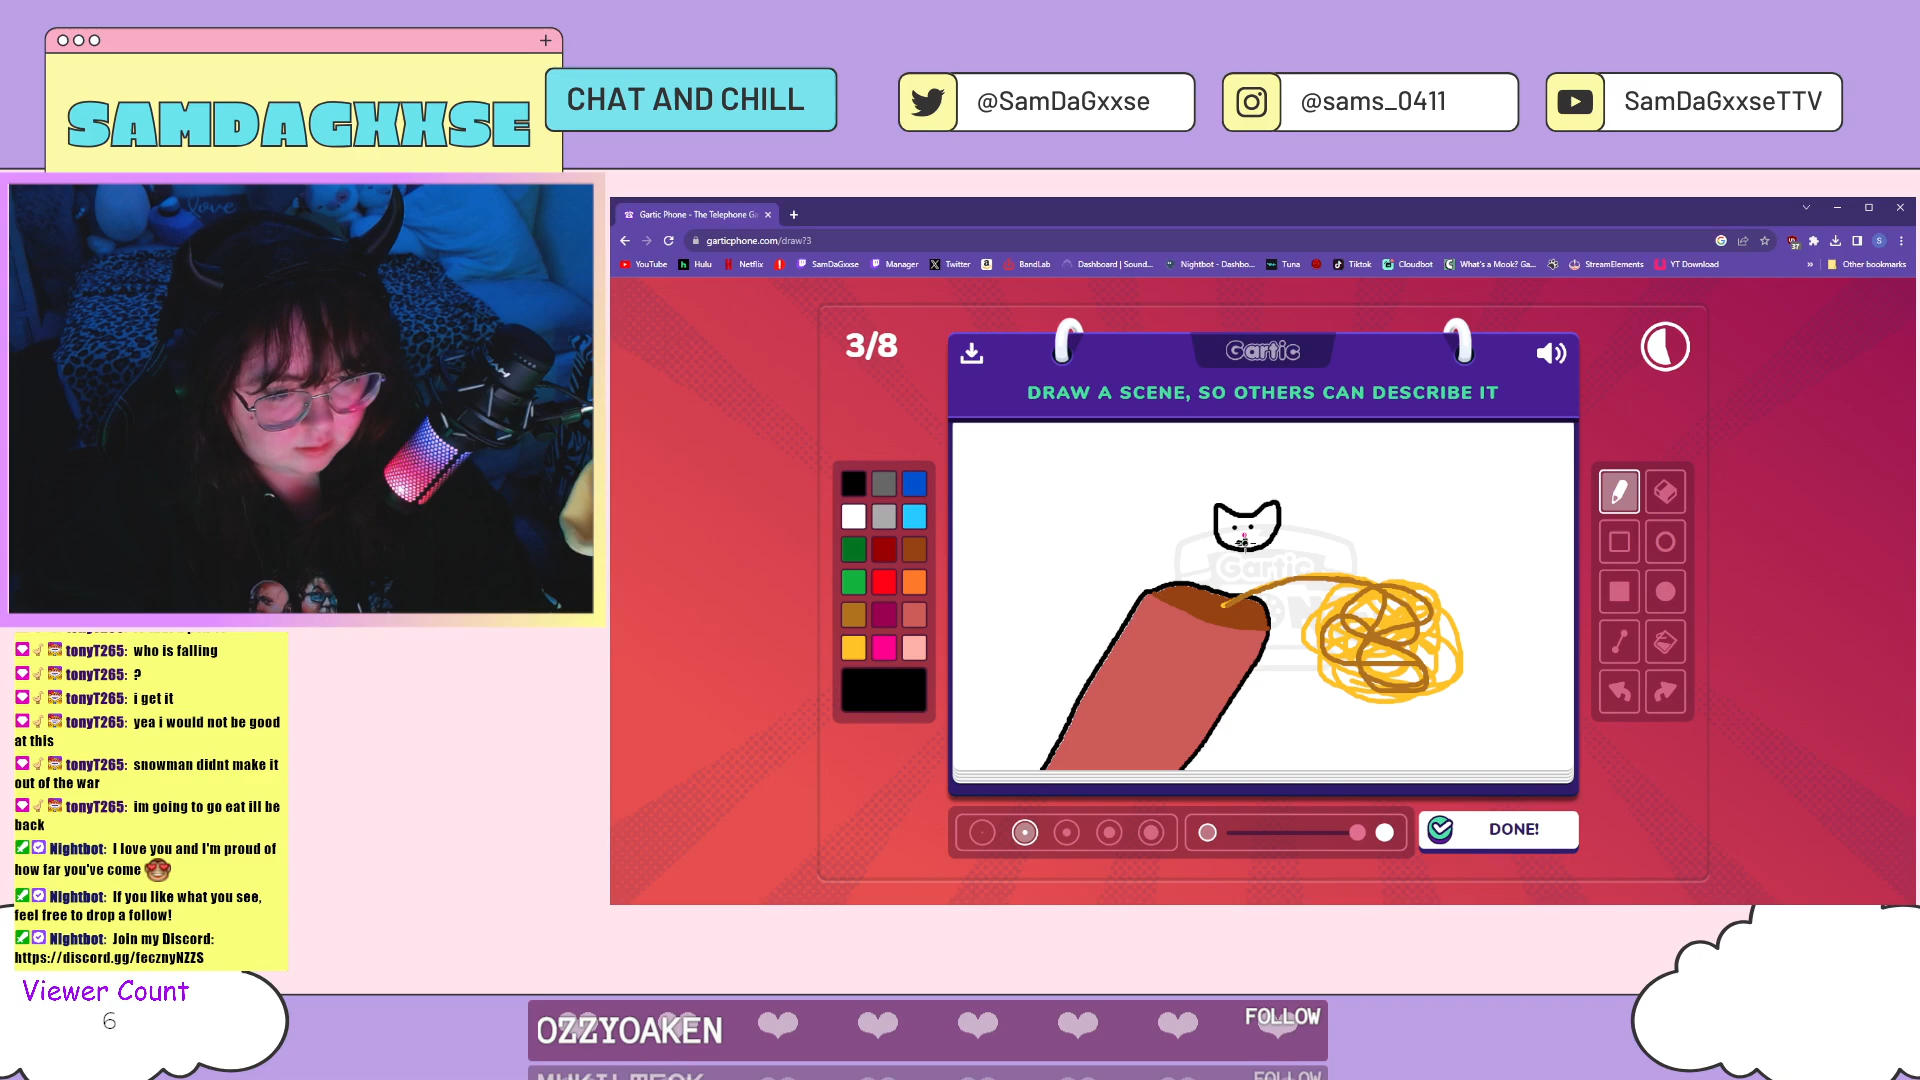 SAMDAGXXSE
CHAT AND CHILL
@SamDaGxxse
@sams_0411
SamDaGxxseTTV
love
Gartic Phone - The Telephone Ga
garticphone.com/draw?3
YouTube
Hulu
Netflix
SamDaGxxse
Manager
Twitter
BandLab
Dashboard | Sound...
Nightbot - Dashbo...
Tuna
Tiktok
Cloudbot
What's a Mook? Ga...
StreamElements
YT Download
»
Other bookmarks
37
S
3/8
Gartic
DRAW A SCENE, SO OTHERS CAN DESCRIBE IT
Gartic
DONE!
tonyT265: who is falling
tonyT265: ?
tonyT265: i get it
tonyT265: yea i would not be good
at this
tonyT265: snowman didnt make it
out of the war
tonyT265: im going to go eat ill be
back
Nightbot: I love you and I'm proud of
how far you've come
Nightbot: If you like what you see,
feel free to drop a follow!
Nightbot: Join my Discord:
https://discord.gg/fecznyNZZS
Viewer Count
6
OZZYOAKEN
FOLLOW
FOLLOW